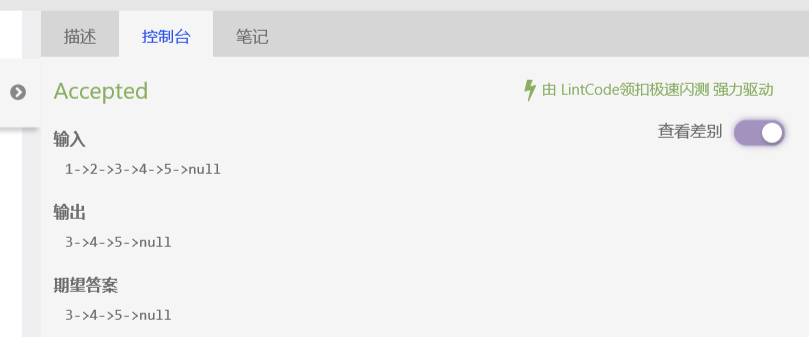 描述 控制台 笔记
Accepted 由 LintCode领扣极速闪测 强力驱动
查看差别
输入
1->2->3->4->5->null
输出
3->4->5->null
期望答案
3->4->5->null